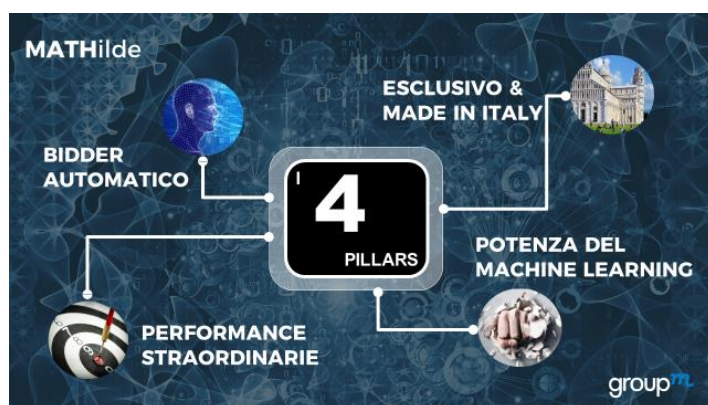 MATHilde
ESCLUSIVO &
MADE IN ITALY
BIDDER
AUTOMATICO
I
4
PILLARS
POTENZA DEL
MACHINE LEARNING
PERFORMANCE
STRAORDINARIE
groupm